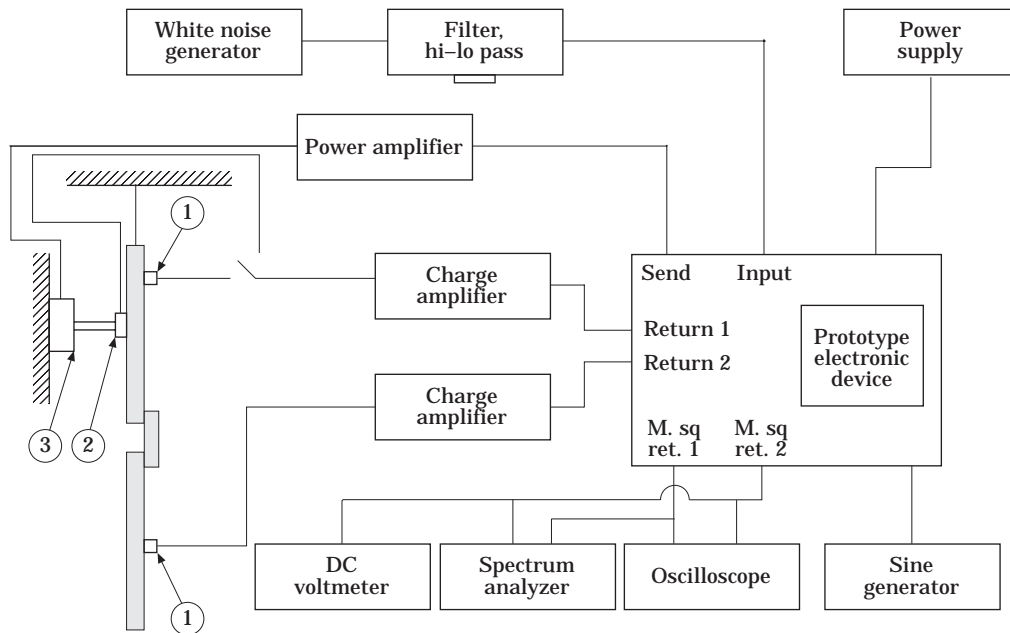 White noise
generator
Filter,
hi–lo pass
Power
supply
Power amplifier
1
Charge
amplifier
Send
Input
Return 1
Return 2
Prototype
electronic
device
Charge
amplifier
M. sq
ret. 1
M. sq
ret. 2
3
2
DC
voltmeter
Spectrum
analyzer
Oscilloscope
Sine
generator
1